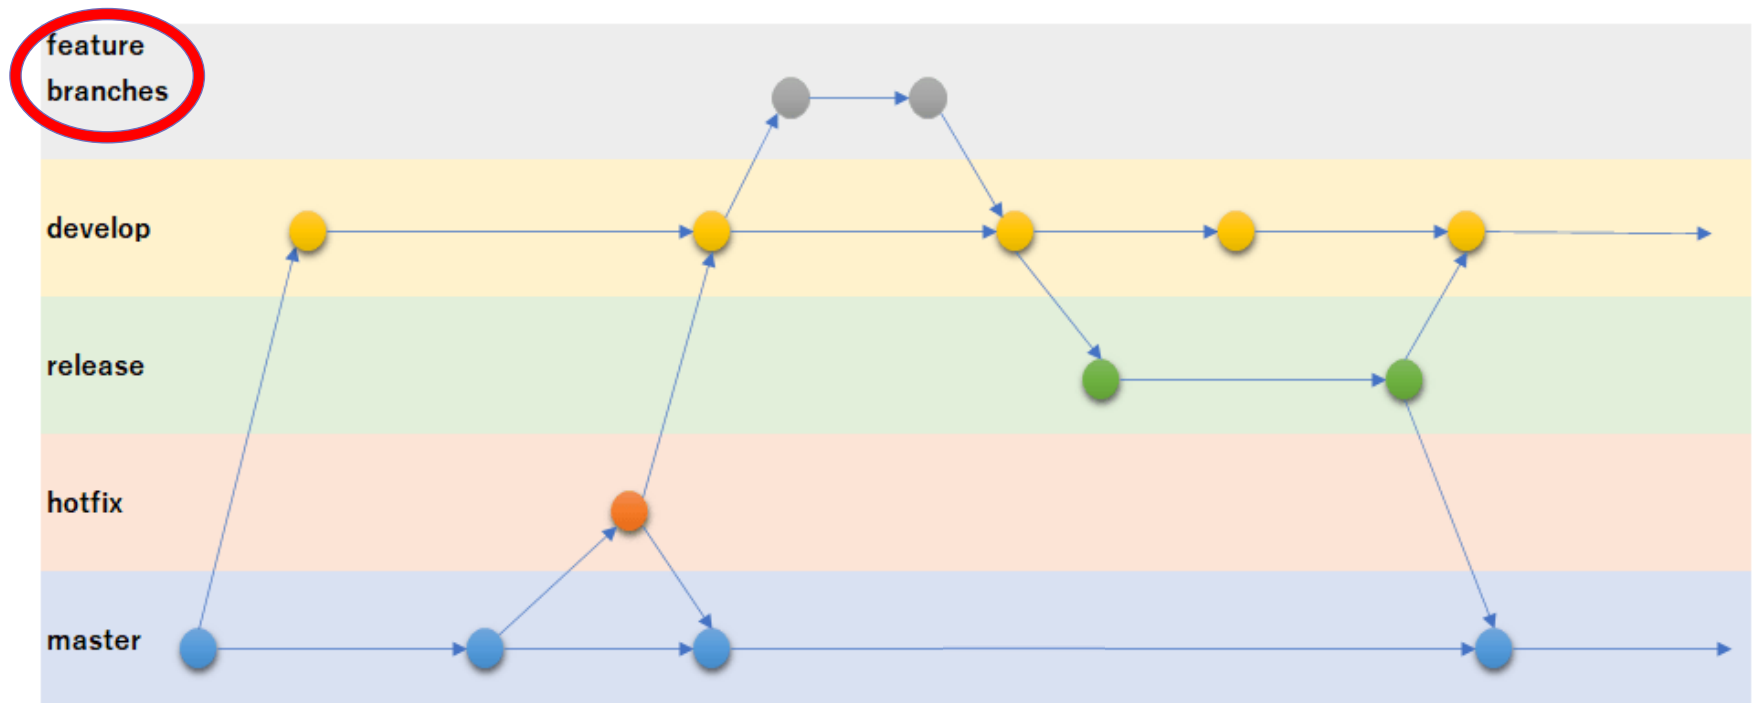 feature
branches
develop
release
hotfix
master